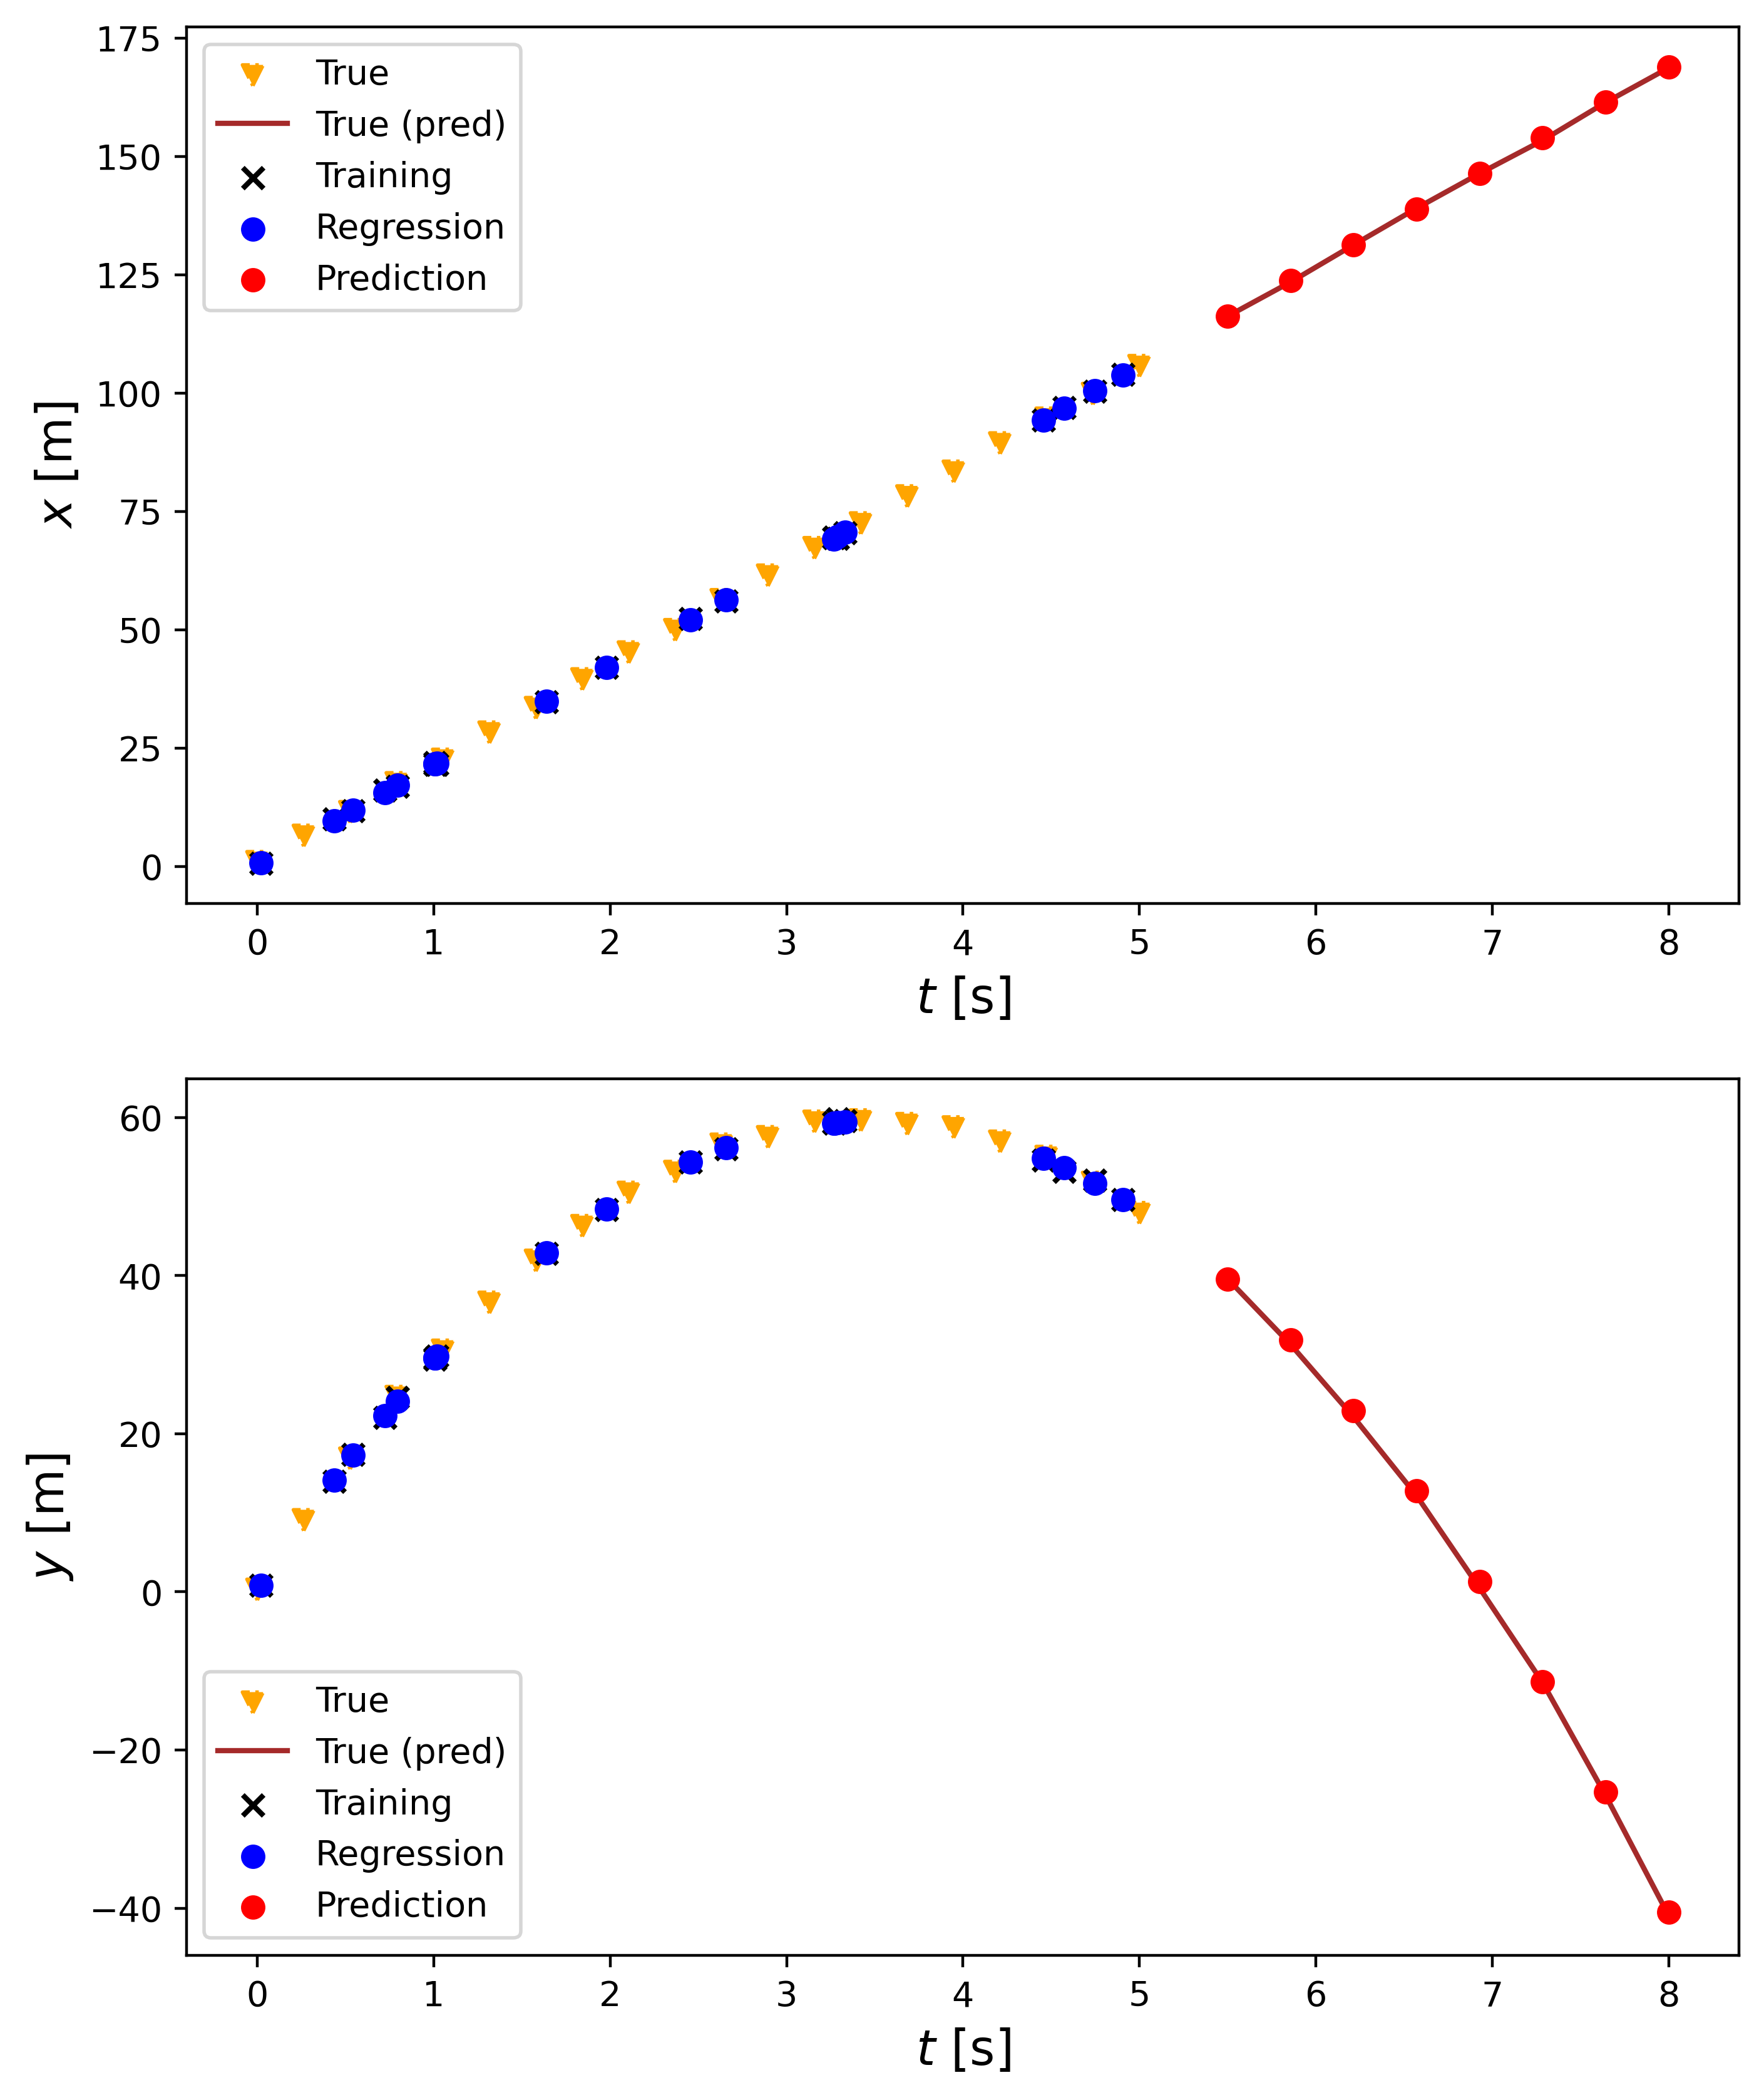 175
150
125
100
75
50
25
0
x [m]
True
True (pred)
Training
Regression
Prediction
0 1 2 3 4 5 6 7 8
t [s]
60
40
20
0
−20
−40
y [m]
True
True (pred)
Training
Regression
Prediction
0 1 2 3 4 5 6 7 8
t [s]